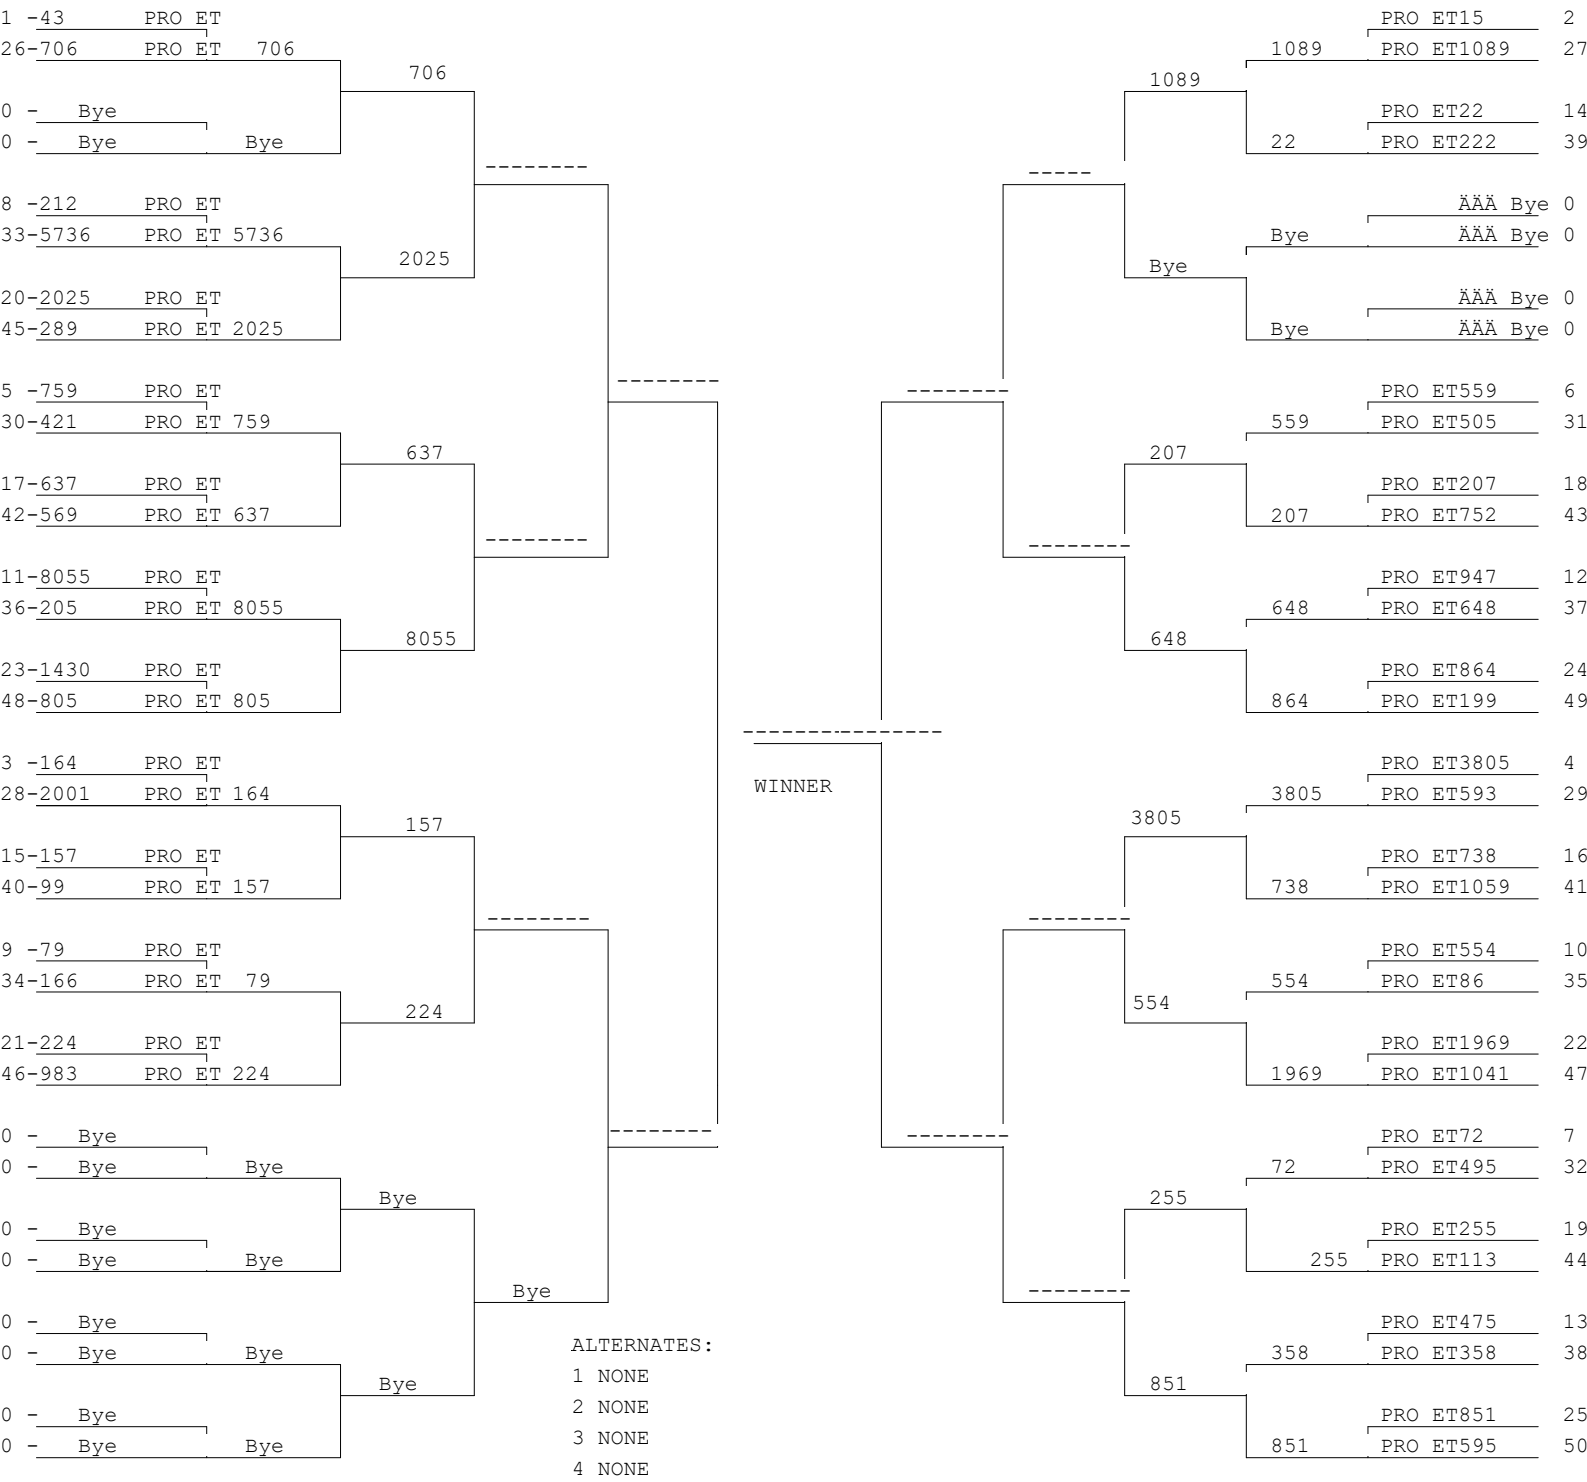 1 -43 PRO ET PRO ET15 2
26-706 PRO ET 706 1089 PRO ET1089 27
706 1089
0 - Bye PRO ET22 14
0 - Bye Bye 22 PRO ET222 39
--------- -----
8 -212 PRO ET ÄÄÄ Bye 0
33-5736 PRO ET 5736 Bye ÄÄÄ Bye 0
2025 Bye
20-2025 PRO ET ÄÄÄ Bye 0
45-289 PRO ET 2025 Bye ÄÄÄ Bye 0
--------- ---------
5 -759 PRO ET PRO ET559 6
30-421 PRO ET 759 559 PRO ET505 31
637 207
17-637 PRO ET PRO ET207 18
42-569 PRO ET 637 207 PRO ET752 43
--------- ---------
11-8055 PRO ET PRO ET947 12
36-205 PRO ET 8055 648 PRO ET648 37
8055 648
23-1430 PRO ET PRO ET864 24
48-805 PRO ET 805 864 PRO ET199 49
------------------
3 -164 PRO ET PRO ET3805 4
WINNER
28-2001 PRO ET 164 3805 PRO ET593 29
157 3805
15-157 PRO ET PRO ET738 16
40-99 PRO ET 157 738 PRO ET1059 41
--------- ---------
9 -79 PRO ET PRO ET554 10
34-166 PRO ET 79 554 PRO ET86 35
224 554
21-224 PRO ET PRO ET1969 22
46-983 PRO ET 224 1969 PRO ET1041 47
--------- ---------
0 - Bye PRO ET72 7
0 - Bye Bye 72 PRO ET495 32
Bye 255
0 - Bye PRO ET255 19
0 - Bye Bye 255 PRO ET113 44
Bye ---------
0 - Bye PRO ET475 13
ALTERNATES:
0 - Bye Bye 358 PRO ET358 38
1 NONE
Bye 851
2 NONE
0 - Bye PRO ET851 25
3 NONE
0 - Bye Bye 851 PRO ET595 50
4 NONE